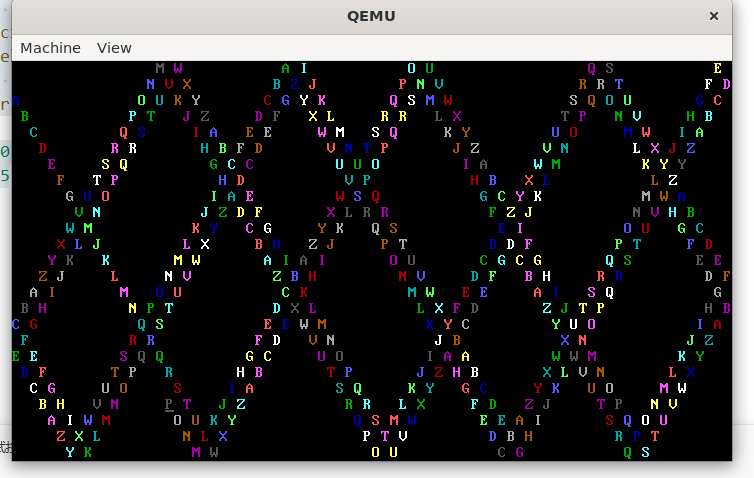 QEMU ×
Machine View
M W A I O U Q S E
N V X B Z J P N V R R T F D
A O U K Y C G Y K Q S M W S Q O U G C
B P T J Z D F X L R R L X T P N V H B
C Q S I A E E W M S Q K Y U O M W I A
D R R H B F D V N T P J Z V N L X J Z
E S Q G C C U U O I A W M K Y Y
F T P H D V P H B X L L Z
G U O I A E W S Q G C Y K M W A
V N J Z D F X L R R F Z J N V H B
W M K Y C G Y K Q S E I O U G C
X L J L X B H Z J P T D D F P T F D
Y K K M W A I A I O U C G C G Q S E E
Z J L N V Z B H N V D F B H R R D F
A I M O U C K M W E E A I S Q G
B H N P T D X L L X F D Z J T P H B
C G Q S E E W M K Y C Y U O I A
F R R F D V N J B X N J Z
E E S Q Q G C U O I A A W W M K Y
D F T P R H B T P J Z H B X L V N L X
C G U O S I A S Q K Y G C Y K U O M W
B H V N P T J Z R R L X F D Z J T P N V
A I W M O U K Y Q S M W E E A I S Q O U
Z X L N L X P T V D B H R P T
Y K M W O U C G Q S